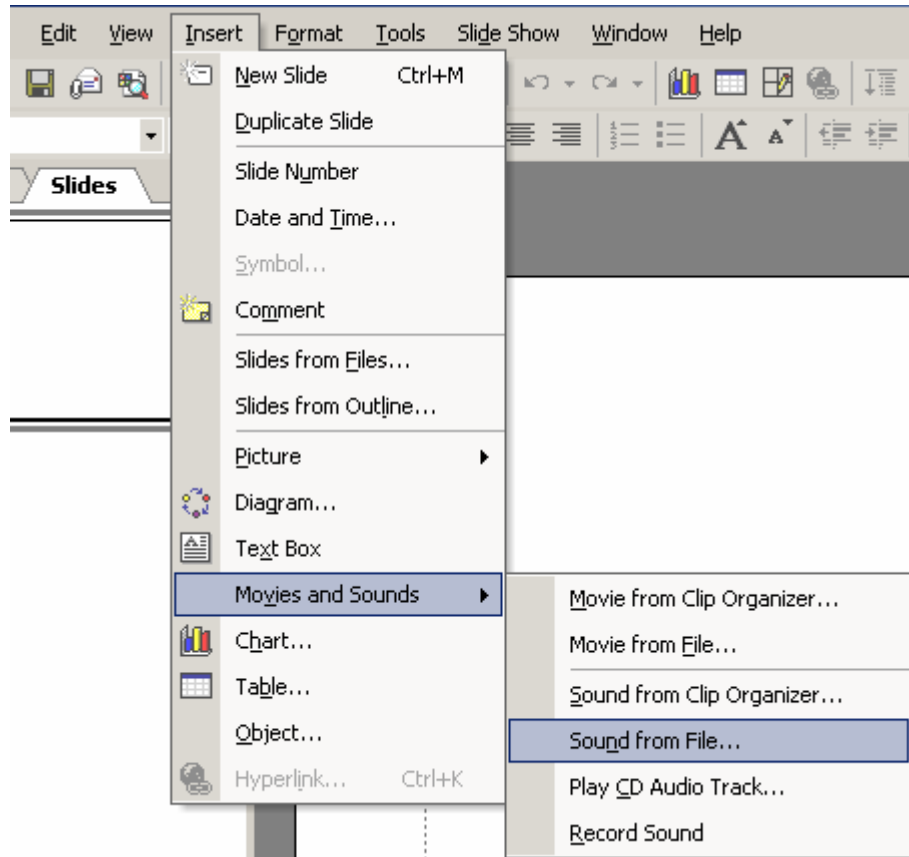 Edit View Insert Format Tools Slide Show Window Help
New Slide Ctrl+M
Duplicate Slide
Slides
Slide Number
Date and Time...
Symbol...
Comment
Slides from Files...
Slides from Outline...
Picture
Diagram...
Text Box
Movies and Sounds
Chart...
Table...
Object...
Hyperlink... Ctrl+K
Movie from Clip Organizer...
Movie from File...
Sound from Clip Organizer...
Sound from File...
Play CD Audio Track...
Record Sound